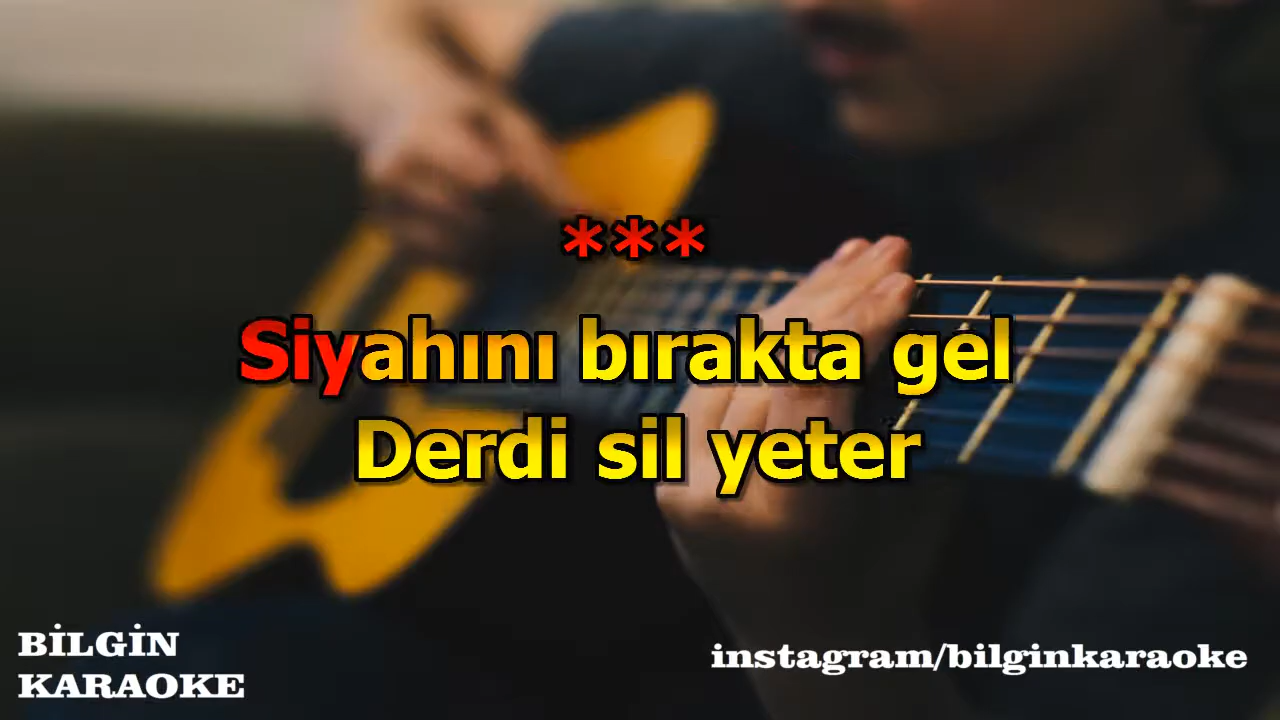 ***
Siyahını bırakta gel
Derdi sil yeter
BİLGİN
KARAOKE
instagram/bilginkaraoke